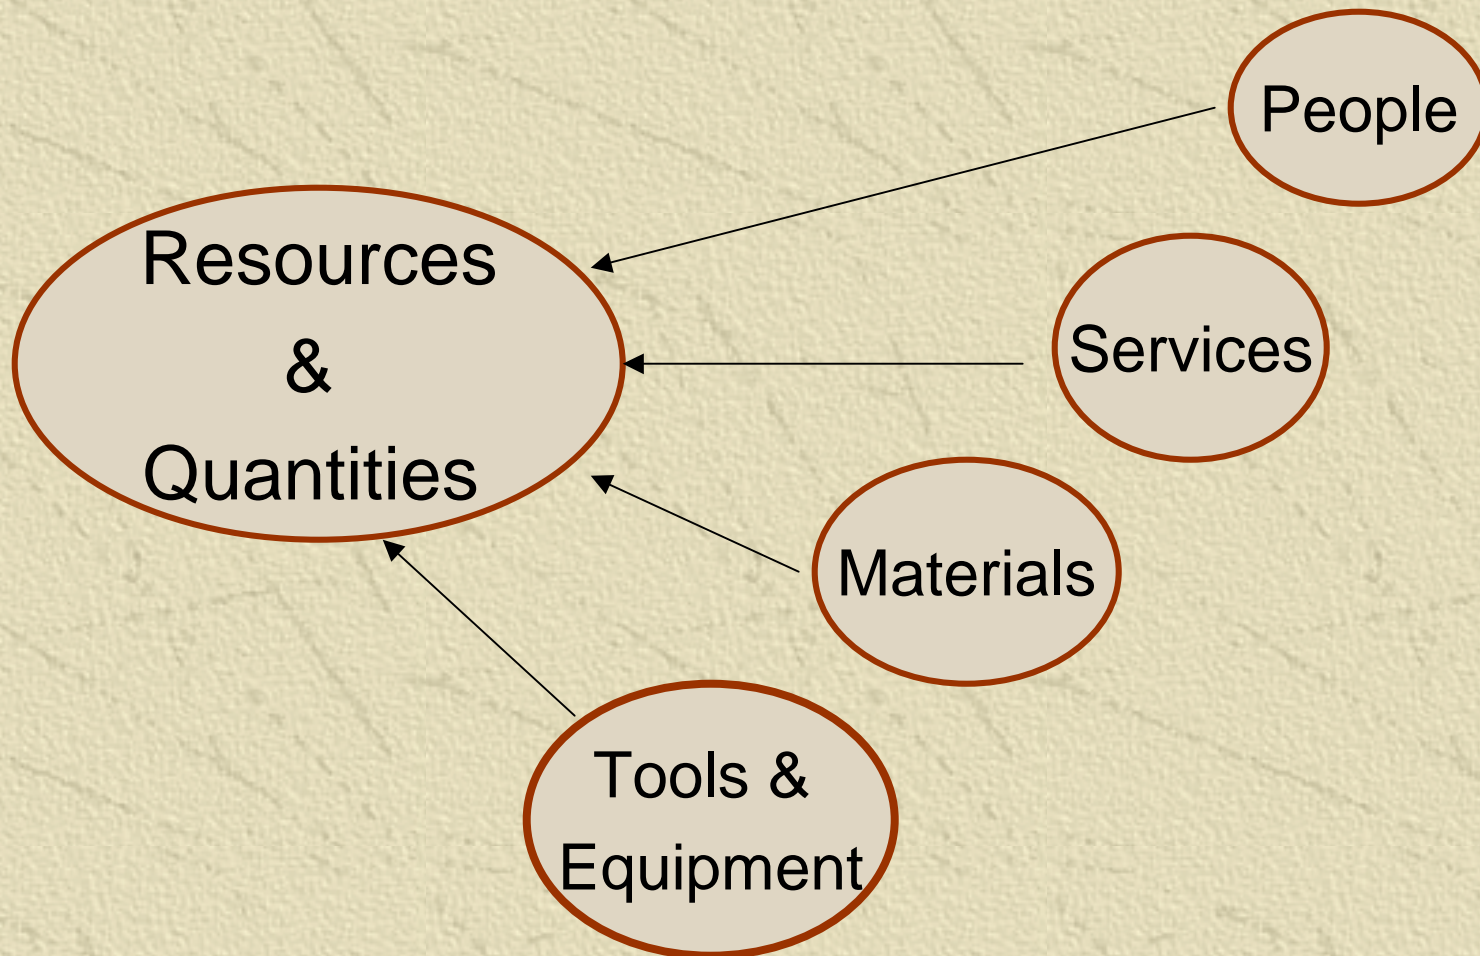 Resources
&
Quantities
People
Services
Materials
Tools &
Equipment